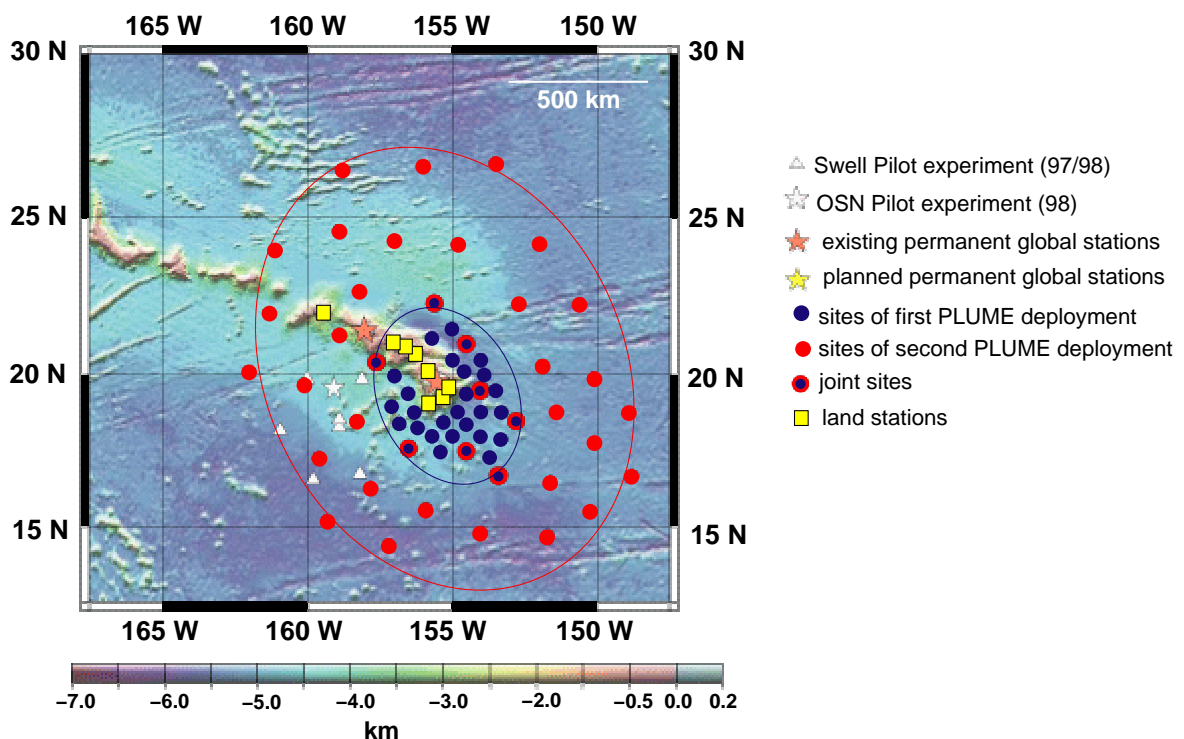 165 W 160 W 155 W 150 W
30 N 30 N
500 km
Swell Pilot experiment (97/98)
OSN Pilot experiment (98)
25 N 25 N
existing permanent global stations
planned permanent global stations
sites of first PLUME deployment
sites of second PLUME deployment
20 N 20 N
joint sites
land stations
15 N 15 N
165 W 160 W 155 W 150 W
−7.0 −6.0 −5.0 −4.0 −3.0 −2.0 −0.5 0.0 0.2
km